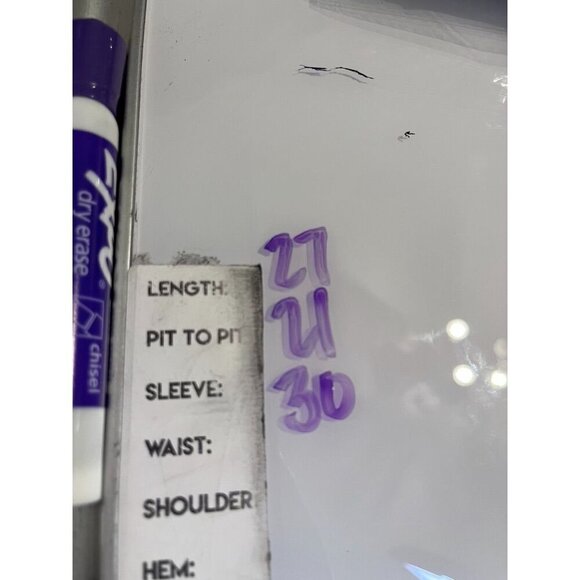 EXPO®
dry erase
chisel
LENGTH: 27
PIT TO PIT 21
SLEEVE: 30
WAIST:
SHOULDER
HEM: